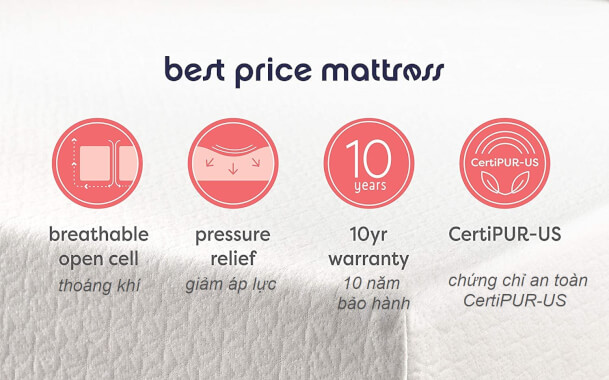 best price mattress
10
years
CertiPUR-US
breathable
open cell
thoáng khí
pressure
relief
giảm áp lực
10yr
warranty
10 năm
bảo hành
CertiPUR-US
chứng chỉ an toàn
CertiPUR-US